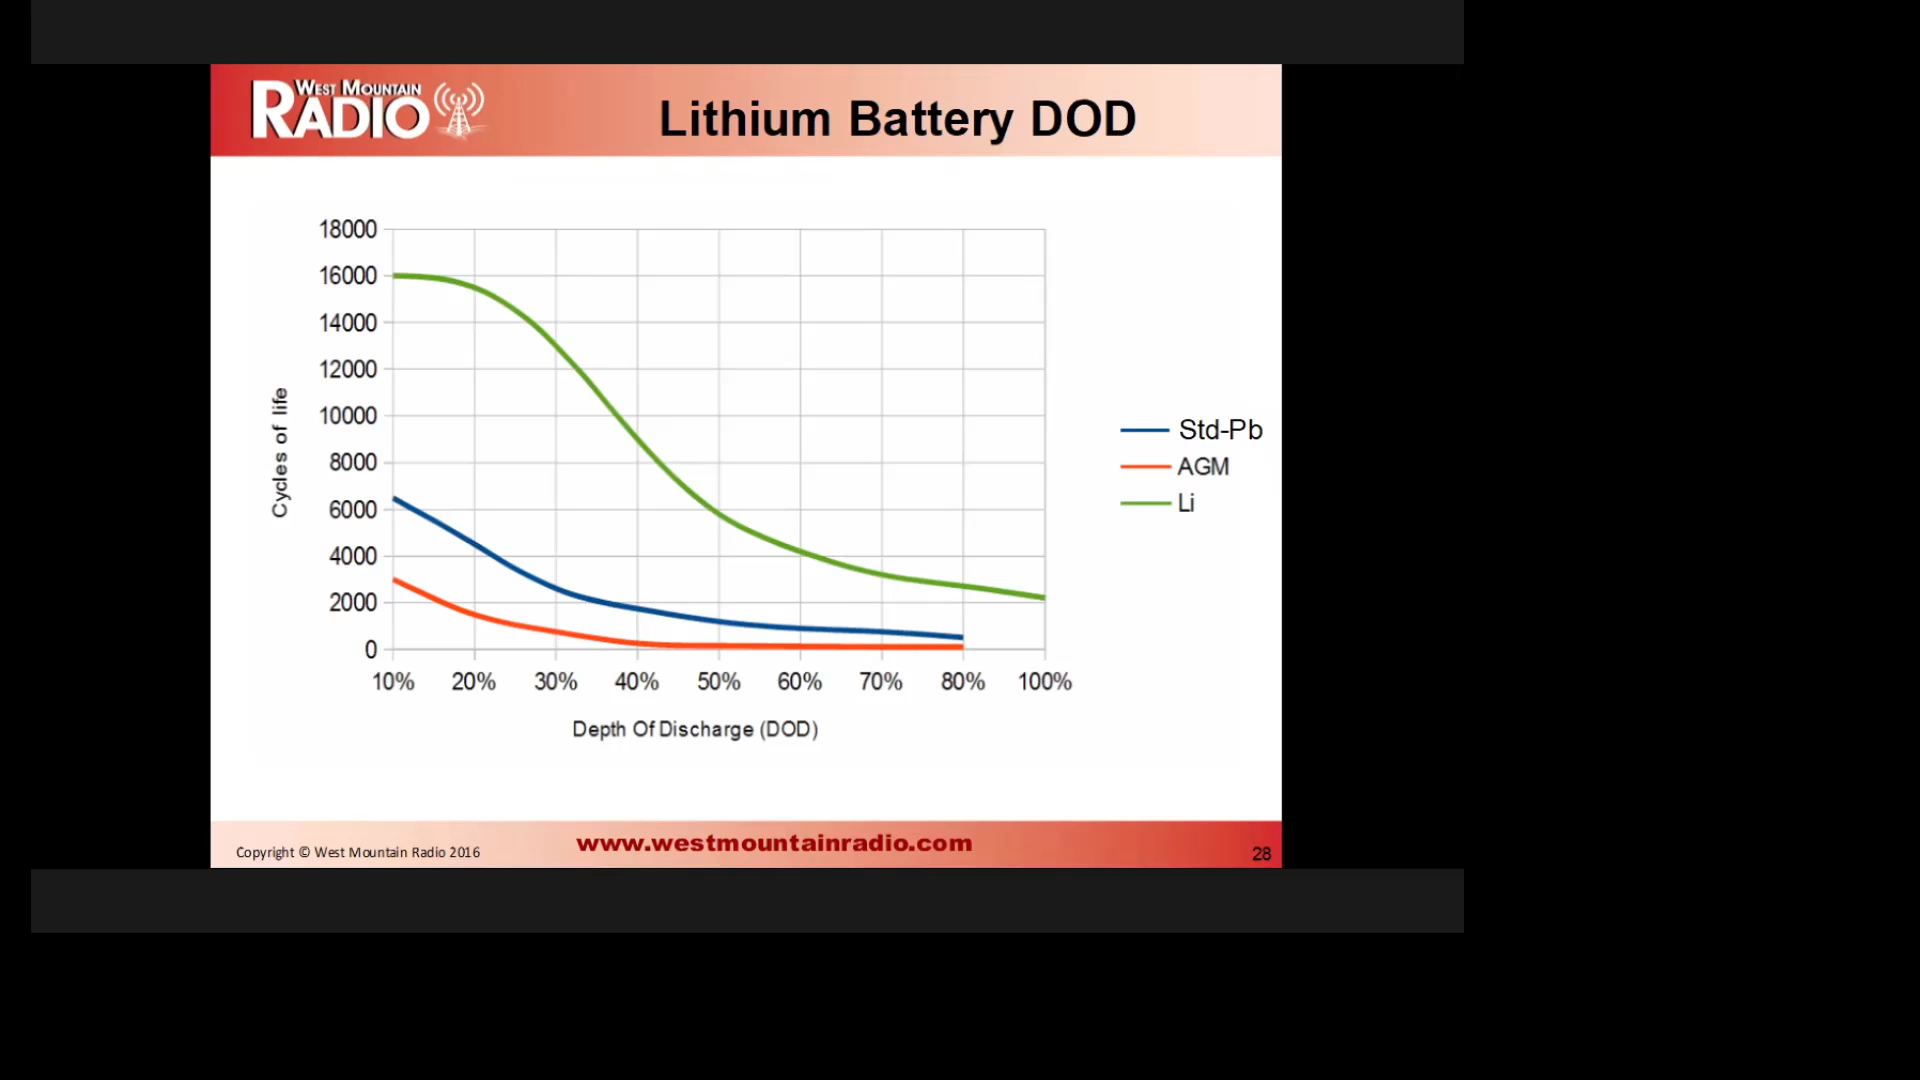 WEST MOUNTAIN
RADIO
Lithium Battery DOD
18000
16000
14000
12000
10000
8000
6000
4000
2000
0
Cycles of life
10% 20% 30% 40% 50% 60% 70% 80% 100%
Depth Of Discharge (DOD)
Std-Pb
AGM
Li
Copyright © West Mountain Radio 2016
www.westmountainradio.com
28